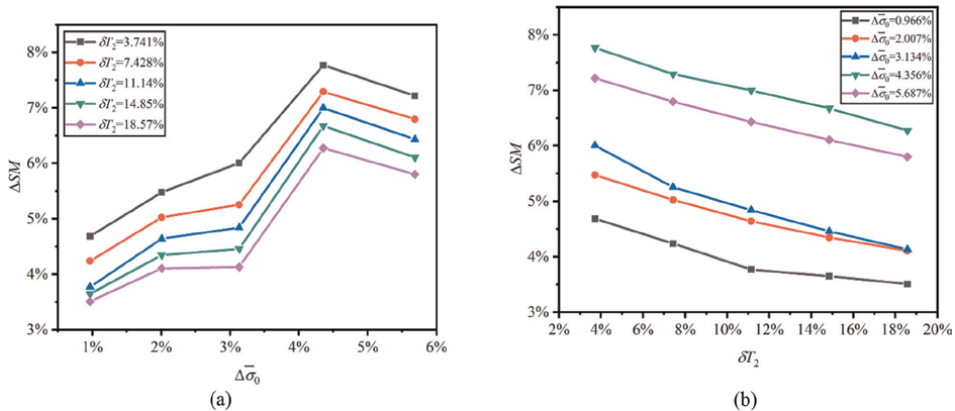 8%
7%
6%
5%
4%
3%
ΔSM
δT₂=3.741%
δT₂=7.428%
δT₂=11.14%
δT₂=14.85%
δT₂=18.57%
1% 2% 3% 4% 5% 6%
Δσ̅₀
(a)
8%
7%
6%
5%
4%
3%
ΔSM
Δσ̅₀=0.966%
Δσ̅₀=2.007%
Δσ̅₀=3.134%
Δσ̅₀=4.356%
Δσ̅₀=5.687%
2% 4% 6% 8% 10% 12% 14% 16% 18% 20%
δT₂
(b)